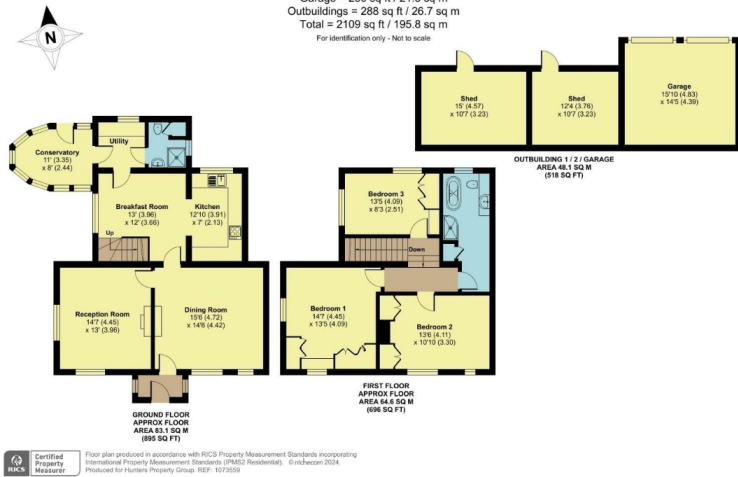 Outbuildings = 288 sq ft / 26.7 sq m
Total = 2109 sq ft / 195.8 sq m
For identification only - Not to scale
N
Shed
15' (4.57)
x 10'7 (3.23)
Shed
12'4 (3.76)
x 10'7 (3.23)
Garage
15'10 (4.83)
x 14'5 (4.39)
OUTBUILDING 1 / 2 / GARAGE
AREA 48.1 SQ M
(518 SQ FT)
Conservatory
11' (3.35)
x 8' (2.44)
Utility
Breakfast Room
13' (3.96)
x 12' (3.66)
Kitchen
12'10 (3.91)
x 7' (2.13)
Up
Reception Room
14'7 (4.45)
x 13' (3.96)
Dining Room
15'6 (4.72)
x 14'6 (4.42)
GROUND FLOOR
APPROX FLOOR
AREA 83.1 SQ M
(895 SQ FT)
Bedroom 3
13'5 (4.09)
x 8'3 (2.51)
Down
Bedroom 1
14'7 (4.45)
x 13'5 (4.09)
Bedroom 2
13'6 (4.11)
x 10'10 (3.30)
FIRST FLOOR
APPROX FLOOR
AREA 64.6 SQ M
(696 SQ FT)
RICS
Certified
Property
Measurer
Floor plan produced in accordance with RICS Property Measurement Standards incorporating
International Property Measurement Standards (IPMS2 Residential). © nichecom 2024.
Produced for Hunters Property Group. REF: 1073559